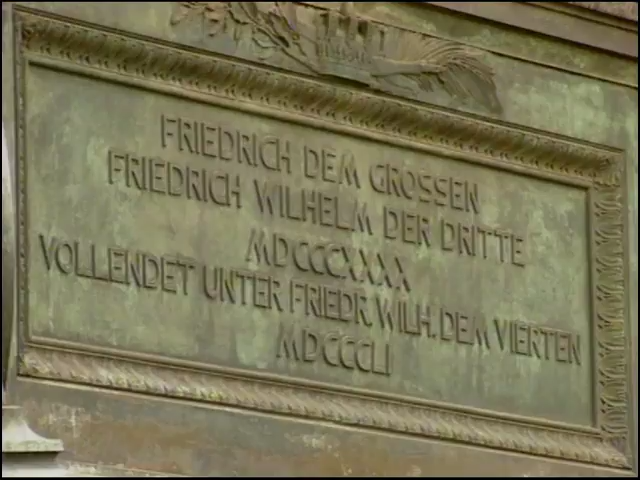 FRIEDRICH DEM GROSSEN
FRIEDRICH WILHELM DER DRITTE
MDCCCXXXX
VOLLENDET UNTER FRIEDR. WILH. DEM VIERTEN
MDCCCLI